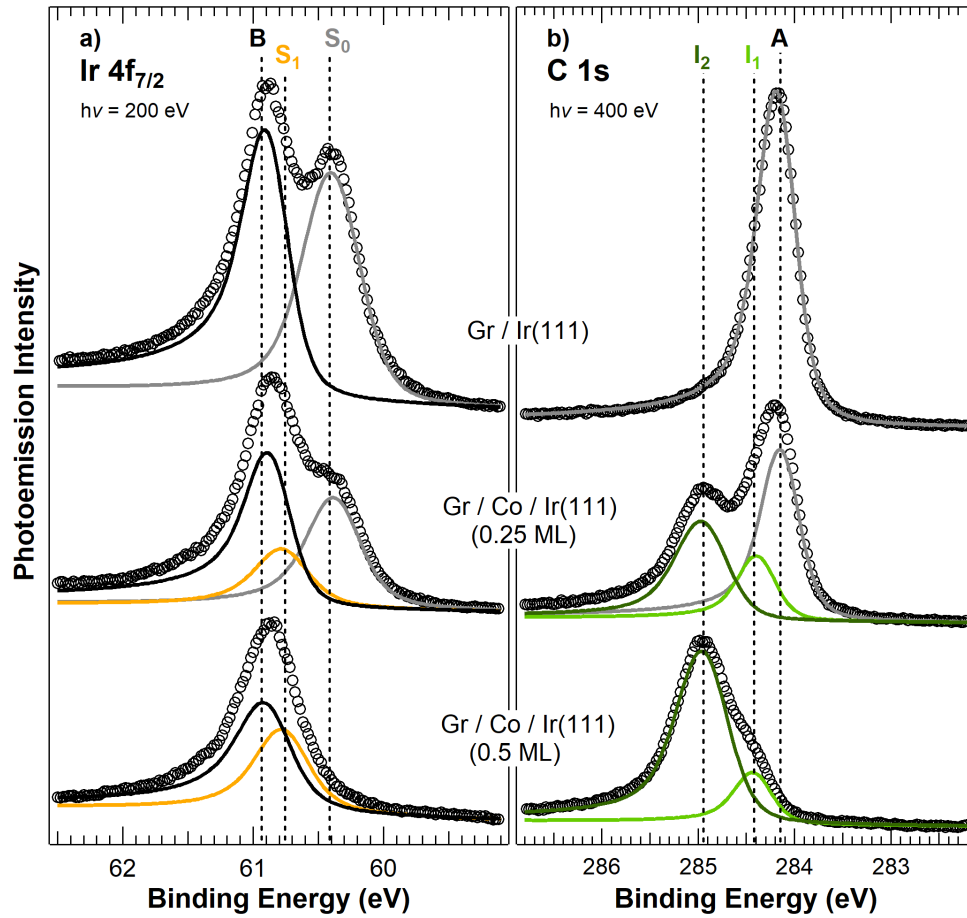 a)
Ir 4f7/2
hν = 200 eV
B
S1
S0
b)
C 1s
hν = 400 eV
I2
I1
A
Photoemission Intensity
Gr / Ir(111)
Gr / Co / Ir(111)
(0.25 ML)
Gr / Co / Ir(111)
(0.5 ML)
62
61
60
286
285
284
283
Binding Energy (eV)
Binding Energy (eV)